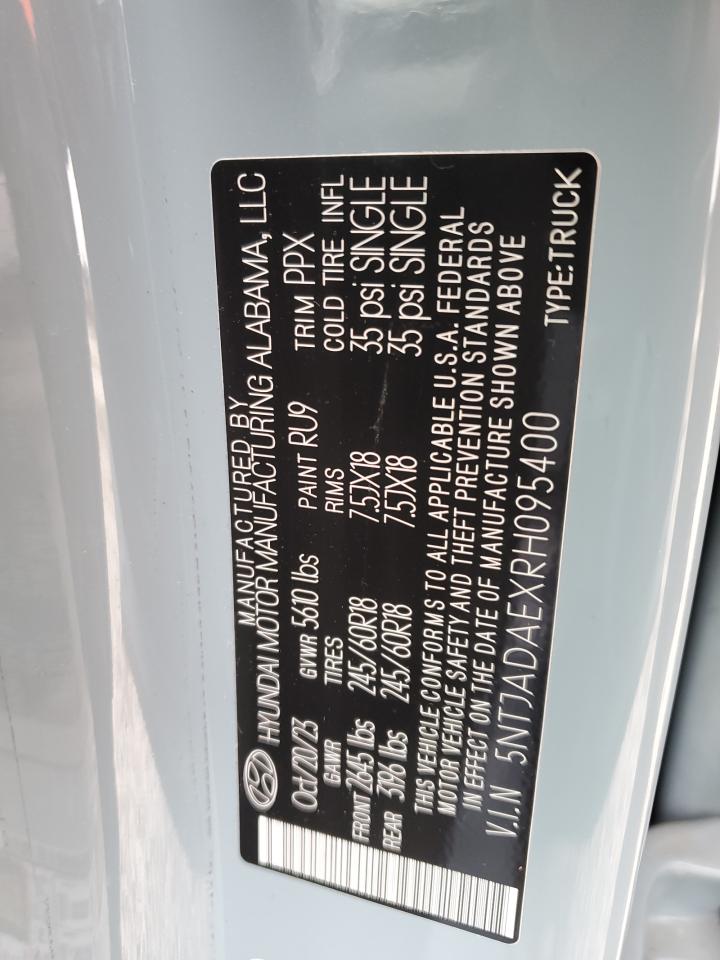 MANUFACTURED BY
HYUNDAI MOTOR MANUFACTURING ALABAMA, LLC
Oct/20/23 GVWR 5610 lbs PAINT RU9 TRIM PPX
GAWR TIRES RIMS COLD TIRE INFL
FRONT 2645 lbs 245/60R18 7.5JX18 35 psi SINGLE
REAR 3196 lbs 245/60R18 7.5JX18 35 psi SINGLE
THIS VEHICLE CONFORMS TO ALL APPLICABLE U.S.A. FEDERAL
MOTOR VEHICLE SAFETY AND THEFT PREVENTION STANDARDS
IN EFFECT ON THE DATE OF MANUFACTURE SHOWN ABOVE
V.I.N 5NTJADAEXRH095400 TYPE:TRUCK